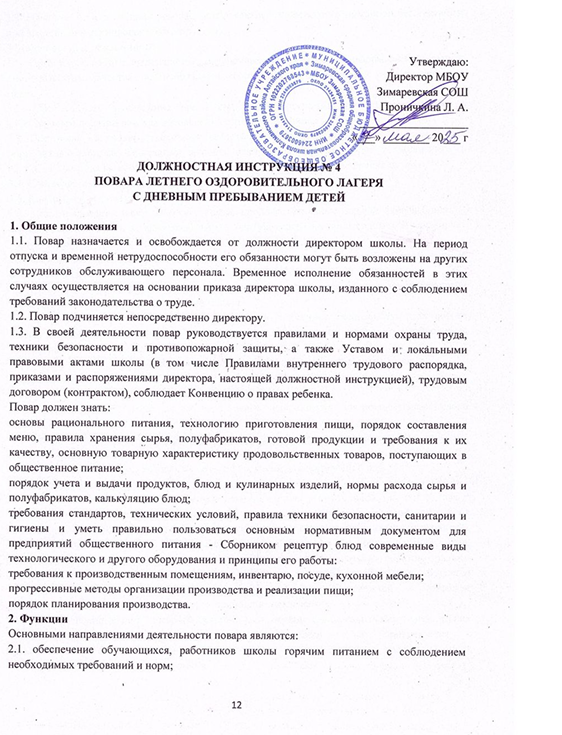 Утверждаю:
Директор МБОУ
Зимаревская СОШ
Проничкина Л. А.
» мая 2025 г
ДОЛЖНОСТНАЯ ИНСТРУКЦИЯ № 4
ПОВАРА ЛЕТНЕГО ОЗДОРОВИТЕЛЬНОГО ЛАГЕРЯ
С ДНЕВНЫМ ПРЕБЫВАНИЕМ ДЕТЕЙ
1. Общие положения
1.1. Повар назначается и освобождается от должности директором школы. На период
отпуска и временной нетрудоспособности его обязанности могут быть возложены на других
сотрудников обслуживающего персонала. Временное исполнение обязанностей в этих
случаях осуществляется на основании приказа директора школы, изданного с соблюдением
требований законодательства о труде.
1.2. Повар подчиняется непосредственно директору.
1.3. В своей деятельности повар руководствуется правилами и нормами охраны труда,
техники безопасности и противопожарной защиты, а также Уставом и локальными
правовыми актами школы (в том числе Правилами внутреннего трудового распорядка,
приказами и распоряжениями директора, настоящей должностной инструкцией), трудовым
договором (контрактом), соблюдает Конвенцию о правах ребенка.
Повар должен знать:
основы рационального питания, технологию приготовления пищи, порядок составления
меню, правила хранения сырья, полуфабрикатов, готовой продукции и требования к их
качеству, основную товарную характеристику продовольственных товаров, поступающих в
общественное питание;
порядок учета и выдачи продуктов, блюд и кулинарных изделий, нормы расхода сырья и
полуфабрикатов, калькуляцию блюд;
требования стандартов, технических условий, правила техники безопасности, санитарии и
гигиены и уметь правильно пользоваться основным нормативным документом для
предприятий общественного питания - Сборником рецептур блюд современные виды
технологического и другого оборудования и принципы его работы:
требования к производственным помещениям, инвентарю, посуде, кухонной мебели;
прогрессивные методы организации производства и реализации пищи;
порядок планирования производства.
2. Функции
Основными направлениями деятельности повара являются:
2.1. обеспечение обучающихся, работников школы горячим питанием с соблюдением
необходимых требований и норм;
12